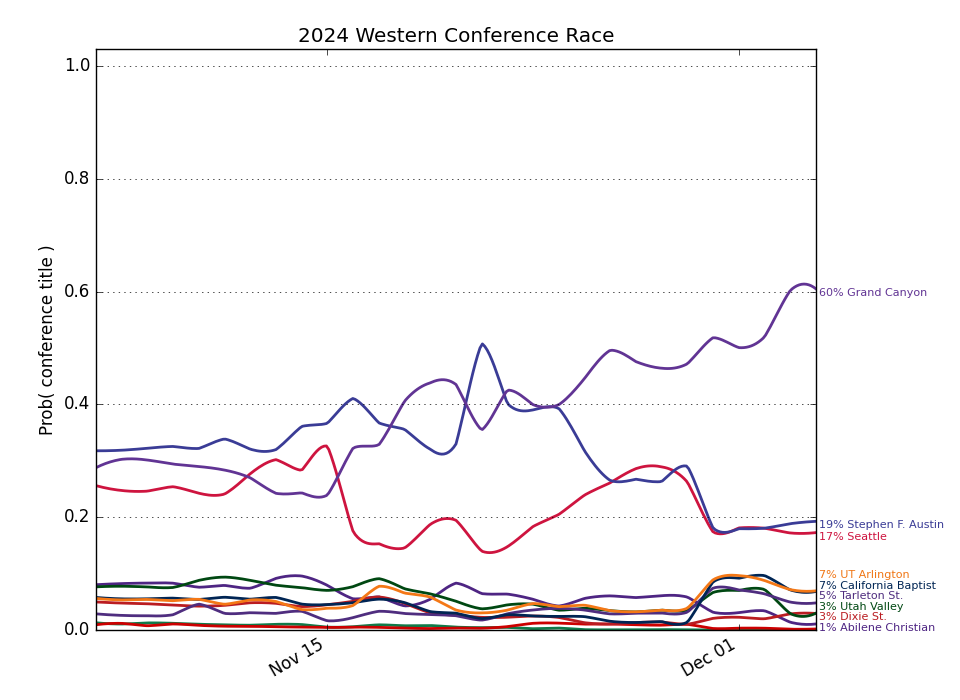 2024 Western Conference Race
Prob( conference title )
1.0
0.8
0.6
0.4
0.2
0.0
Nov 15
Dec 01
60% Grand Canyon
19% Stephen F. Austin
17% Seattle
7% UT Arlington
7% California Baptist
5% Tarleton St.
3% Utah Valley
3% Dixie St.
1% Abilene Christian